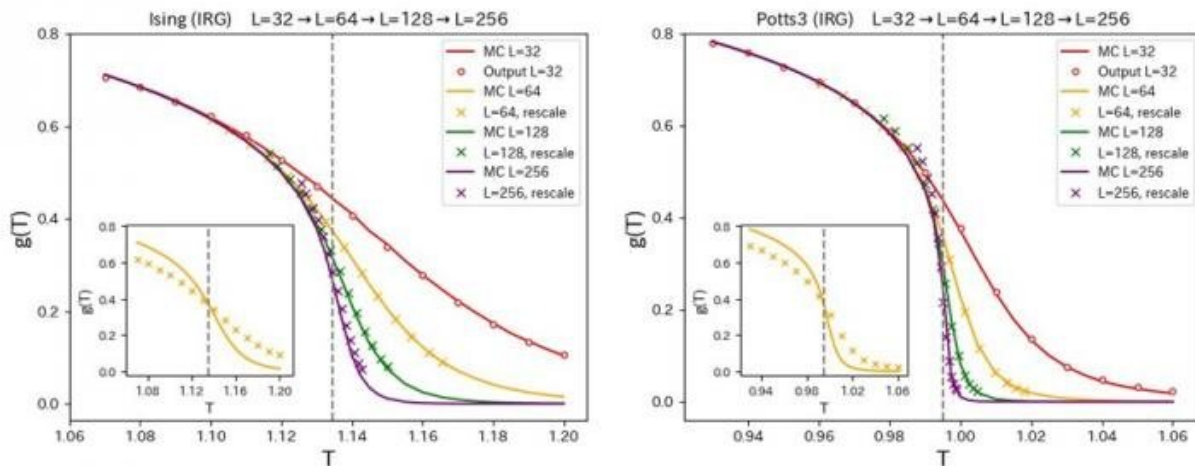 Ising (IRG) L=32 → L=64 → L=128 → L=256
g(T)
0.8
0.6
0.4
0.2
0.0
MC L=32
Output L=32
MC L=64
L=64, rescale
MC L=128
L=128, rescale
MC L=256
L=256, rescale
g(T)
0.8
0.6
0.4
0.2
0.0
1.08 1.12 1.16 1.20
T
1.06 1.08 1.10 1.12 1.14 1.16 1.18 1.20
T
Potts3 (IRG) L=32 → L=64 → L=128 → L=256
g(T)
0.8
0.6
0.4
0.2
0.0
MC L=32
Output L=32
MC L=64
L=64, rescale
MC L=128
L=128, rescale
MC L=256
L=256, rescale
g(T)
0.8
0.6
0.4
0.2
0.0
0.94 0.98 1.02 1.06
T
0.94 0.96 0.98 1.00 1.02 1.04 1.06
T